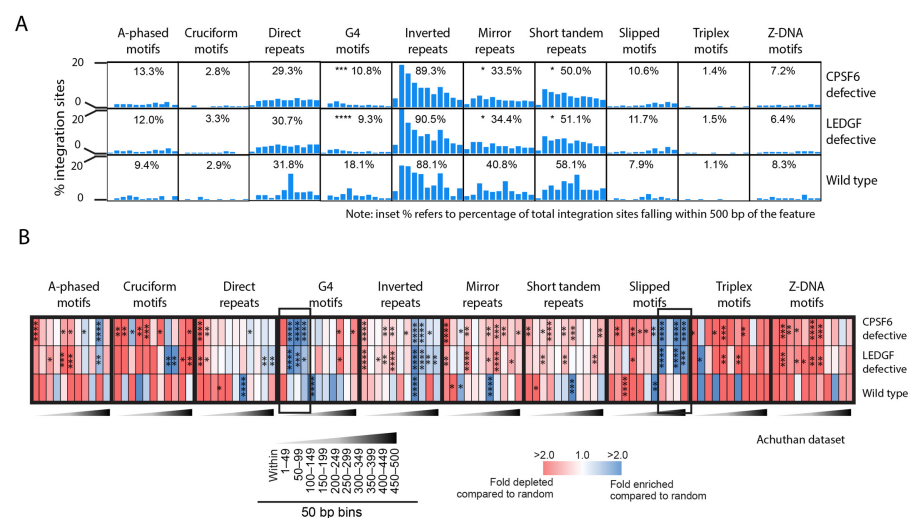 A
A-phased Cruciform Direct G4 Inverted Mirror Short tandem Slipped Triplex Z-DNA
motifs motifs repeats motifs repeats repeats repeats motifs motifs motifs
% integration sites
20
0
13.3% 2.8% 29.3% *** 10.8% 89.3% * 33.5% * 50.0% 10.6% 1.4% 7.2%
CPSF6
defective
20
0
12.0% 3.3% 30.7% **** 9.3% 90.5% * 34.4% * 51.1% 11.7% 1.5% 6.4%
LEDGF
defective
20
0
9.4% 2.9% 31.8% 18.1% 88.1% 40.8% 58.1% 7.9% 1.1% 8.3%
Wild type
Note: inset % refers to percentage of total integration sites falling within 500 bp of the feature
B
A-phased Cruciform Direct G4 Inverted Mirror Short tandem Slipped Triplex Z-DNA
motifs motifs repeats motifs repeats repeats repeats motifs motifs motifs
CPSF6
defective
LEDGF
defective
Wild type
Achuthan dataset
Within
1–49
50–99
100–149
150–199
200–249
250–299
300–349
350–399
400–449
450–500
50 bp bins
>2.0 1.0 >2.0
Fold depleted
compared to random
Fold enriched
compared to random